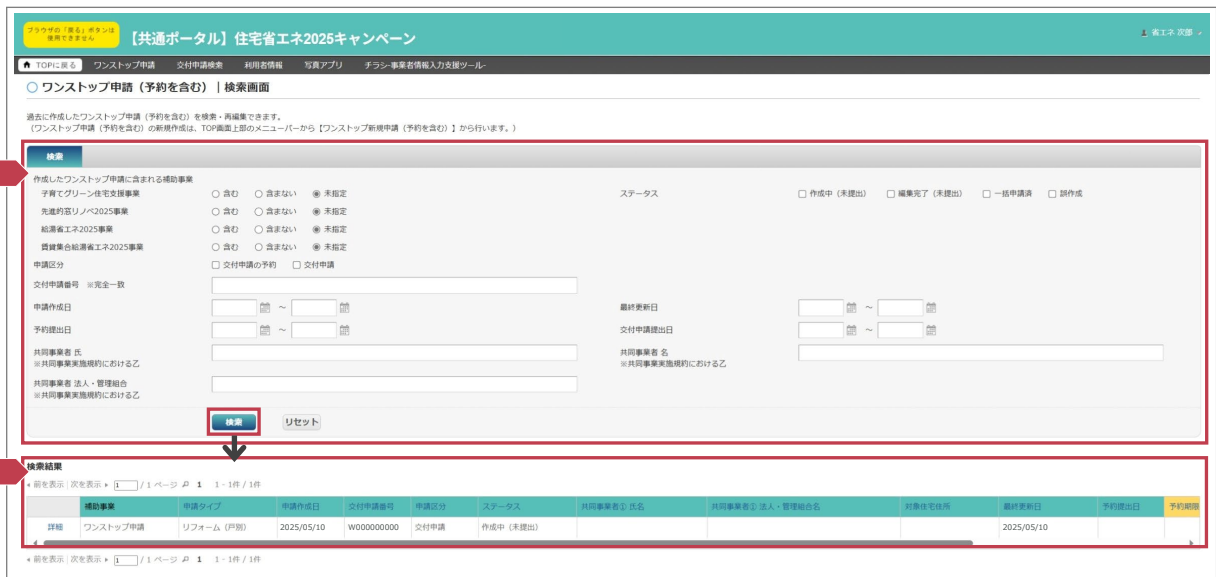 ブラウザの「戻る」ボタンは
使用できません
【共通ポータル】住宅省エネ2025キャンペーン
省エネ 次郎
TOPに戻る ワンストップ申請 交付申請検索 利用者情報 写真アプリ チラシ-事業者情報入力支援ツール-
ワンストップ申請（予約を含む）｜検索画面
過去に作成したワンストップ申請（予約を含む）を検索・再編集できます。
（ワンストップ申請（予約を含む）の新規作成は、TOP画面上部のメニューバーから【ワンストップ新規申請（予約を含む）】から行います。）
検索
作成したワンストップ申請に含まれる補助事業
子育てグリーン住宅支援事業 含む 含まない 未指定 ステータス 作成中（未提出） 編集完了（未提出） 一括申請済 誤作成
先進的窓リノベ2025事業 含む 含まない 未指定
給湯省エネ2025事業 含む 含まない 未指定
賃貸集合給湯省エネ2025事業 含む 含まない 未指定
申請区分 交付申請の予約 交付申請
交付申請番号 ※完全一致
申請作成日 ～ 最終更新日 ～
予約提出日 ～ 交付申請提出日 ～
共同事業者 氏 共同事業者 名
※共同事業実施規約における乙 ※共同事業実施規約における乙
共同事業者 法人・管理組合
※共同事業実施規約における乙
検索 リセット
検索結果
前を表示 | 次を表示 1 / 1 ページ 1 1 - 1件 / 1件
補助事業 申請タイプ 申請作成日 交付申請番号 申請区分 ステータス 共同事業者① 氏名 共同事業者① 法人・管理組合名 対象住宅住所 最終更新日 予約提出日 予約期限
詳細 ワンストップ申請 リフォーム（戸別） 2025/05/10 W000000000 交付申請 作成中（未提出） 2025/05/10
前を表示 | 次を表示 1 / 1 ページ 1 1 - 1件 / 1件